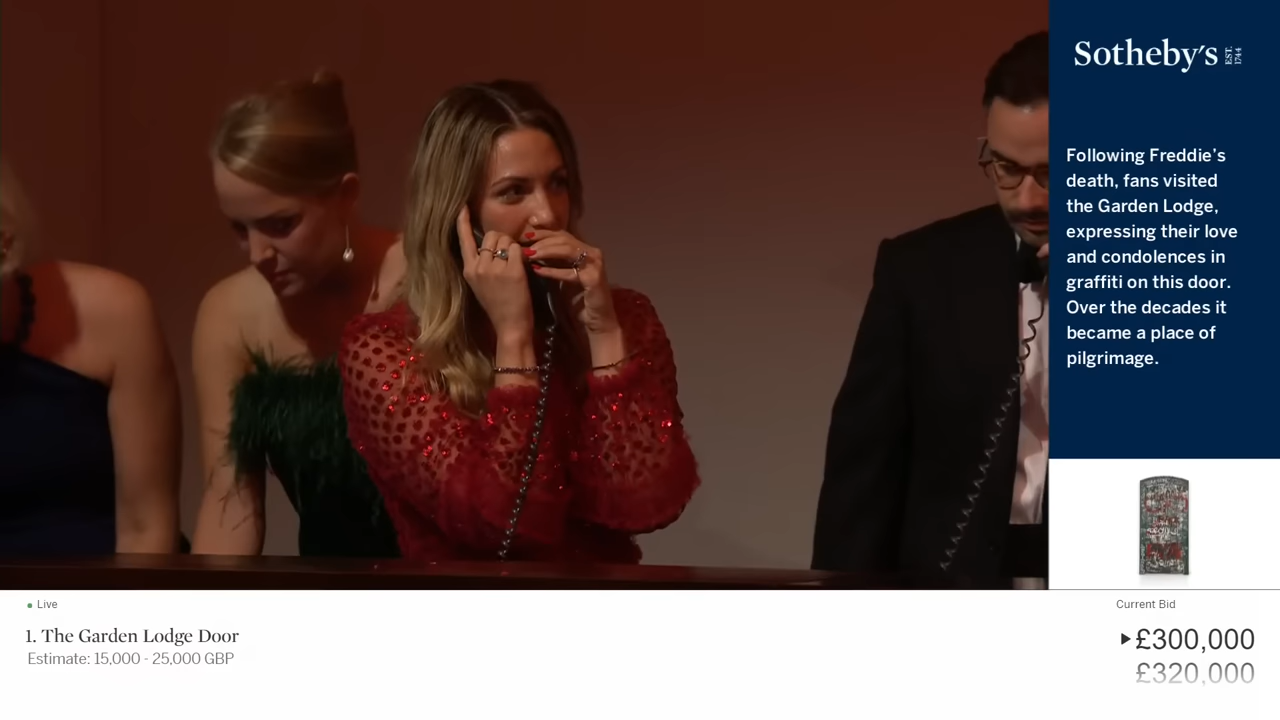 Sotheby's EST. 1744
Following Freddie's
death, fans visited
the Garden Lodge,
expressing their love
and condolences in
graffiti on this door.
Over the decades it
became a place of
pilgrimage.
Live
1. The Garden Lodge Door
Estimate: 15,000 - 25,000 GBP
Current Bid
£300,000
£320,000